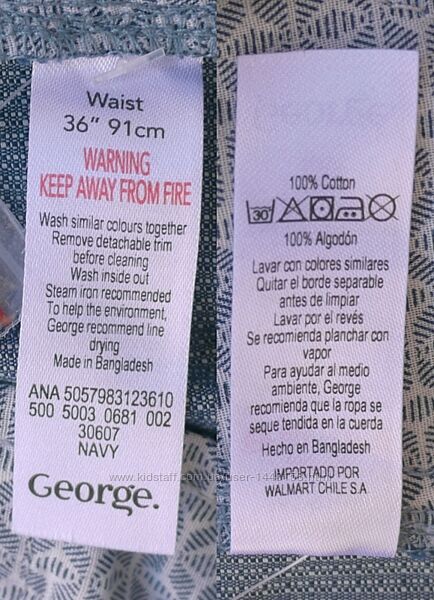 Waist
36” 91cm
WARNING
KEEP AWAY FROM FIRE
Wash similar colours together
Remove detachable trim
before cleaning
Wash inside out
Steam iron recommended
To help the environment,
George recommend line
drying
Made in Bangladesh
ANA 5057983123610
500 5003 0681 002
30607
NAVY
George.
100% Cotton
30
100% Algodón
Lavar con colores similares
Quitar el borde separable
antes de limpiar
Lavar por el revés
Se recomienda planchar con
vapor
Para ayudar al medio
ambiente, George
recomienda que la ropa se
seque tendida en la cuerda
Hecho en Bangladesh
IMPORTADO POR
WALMART CHILE S.A